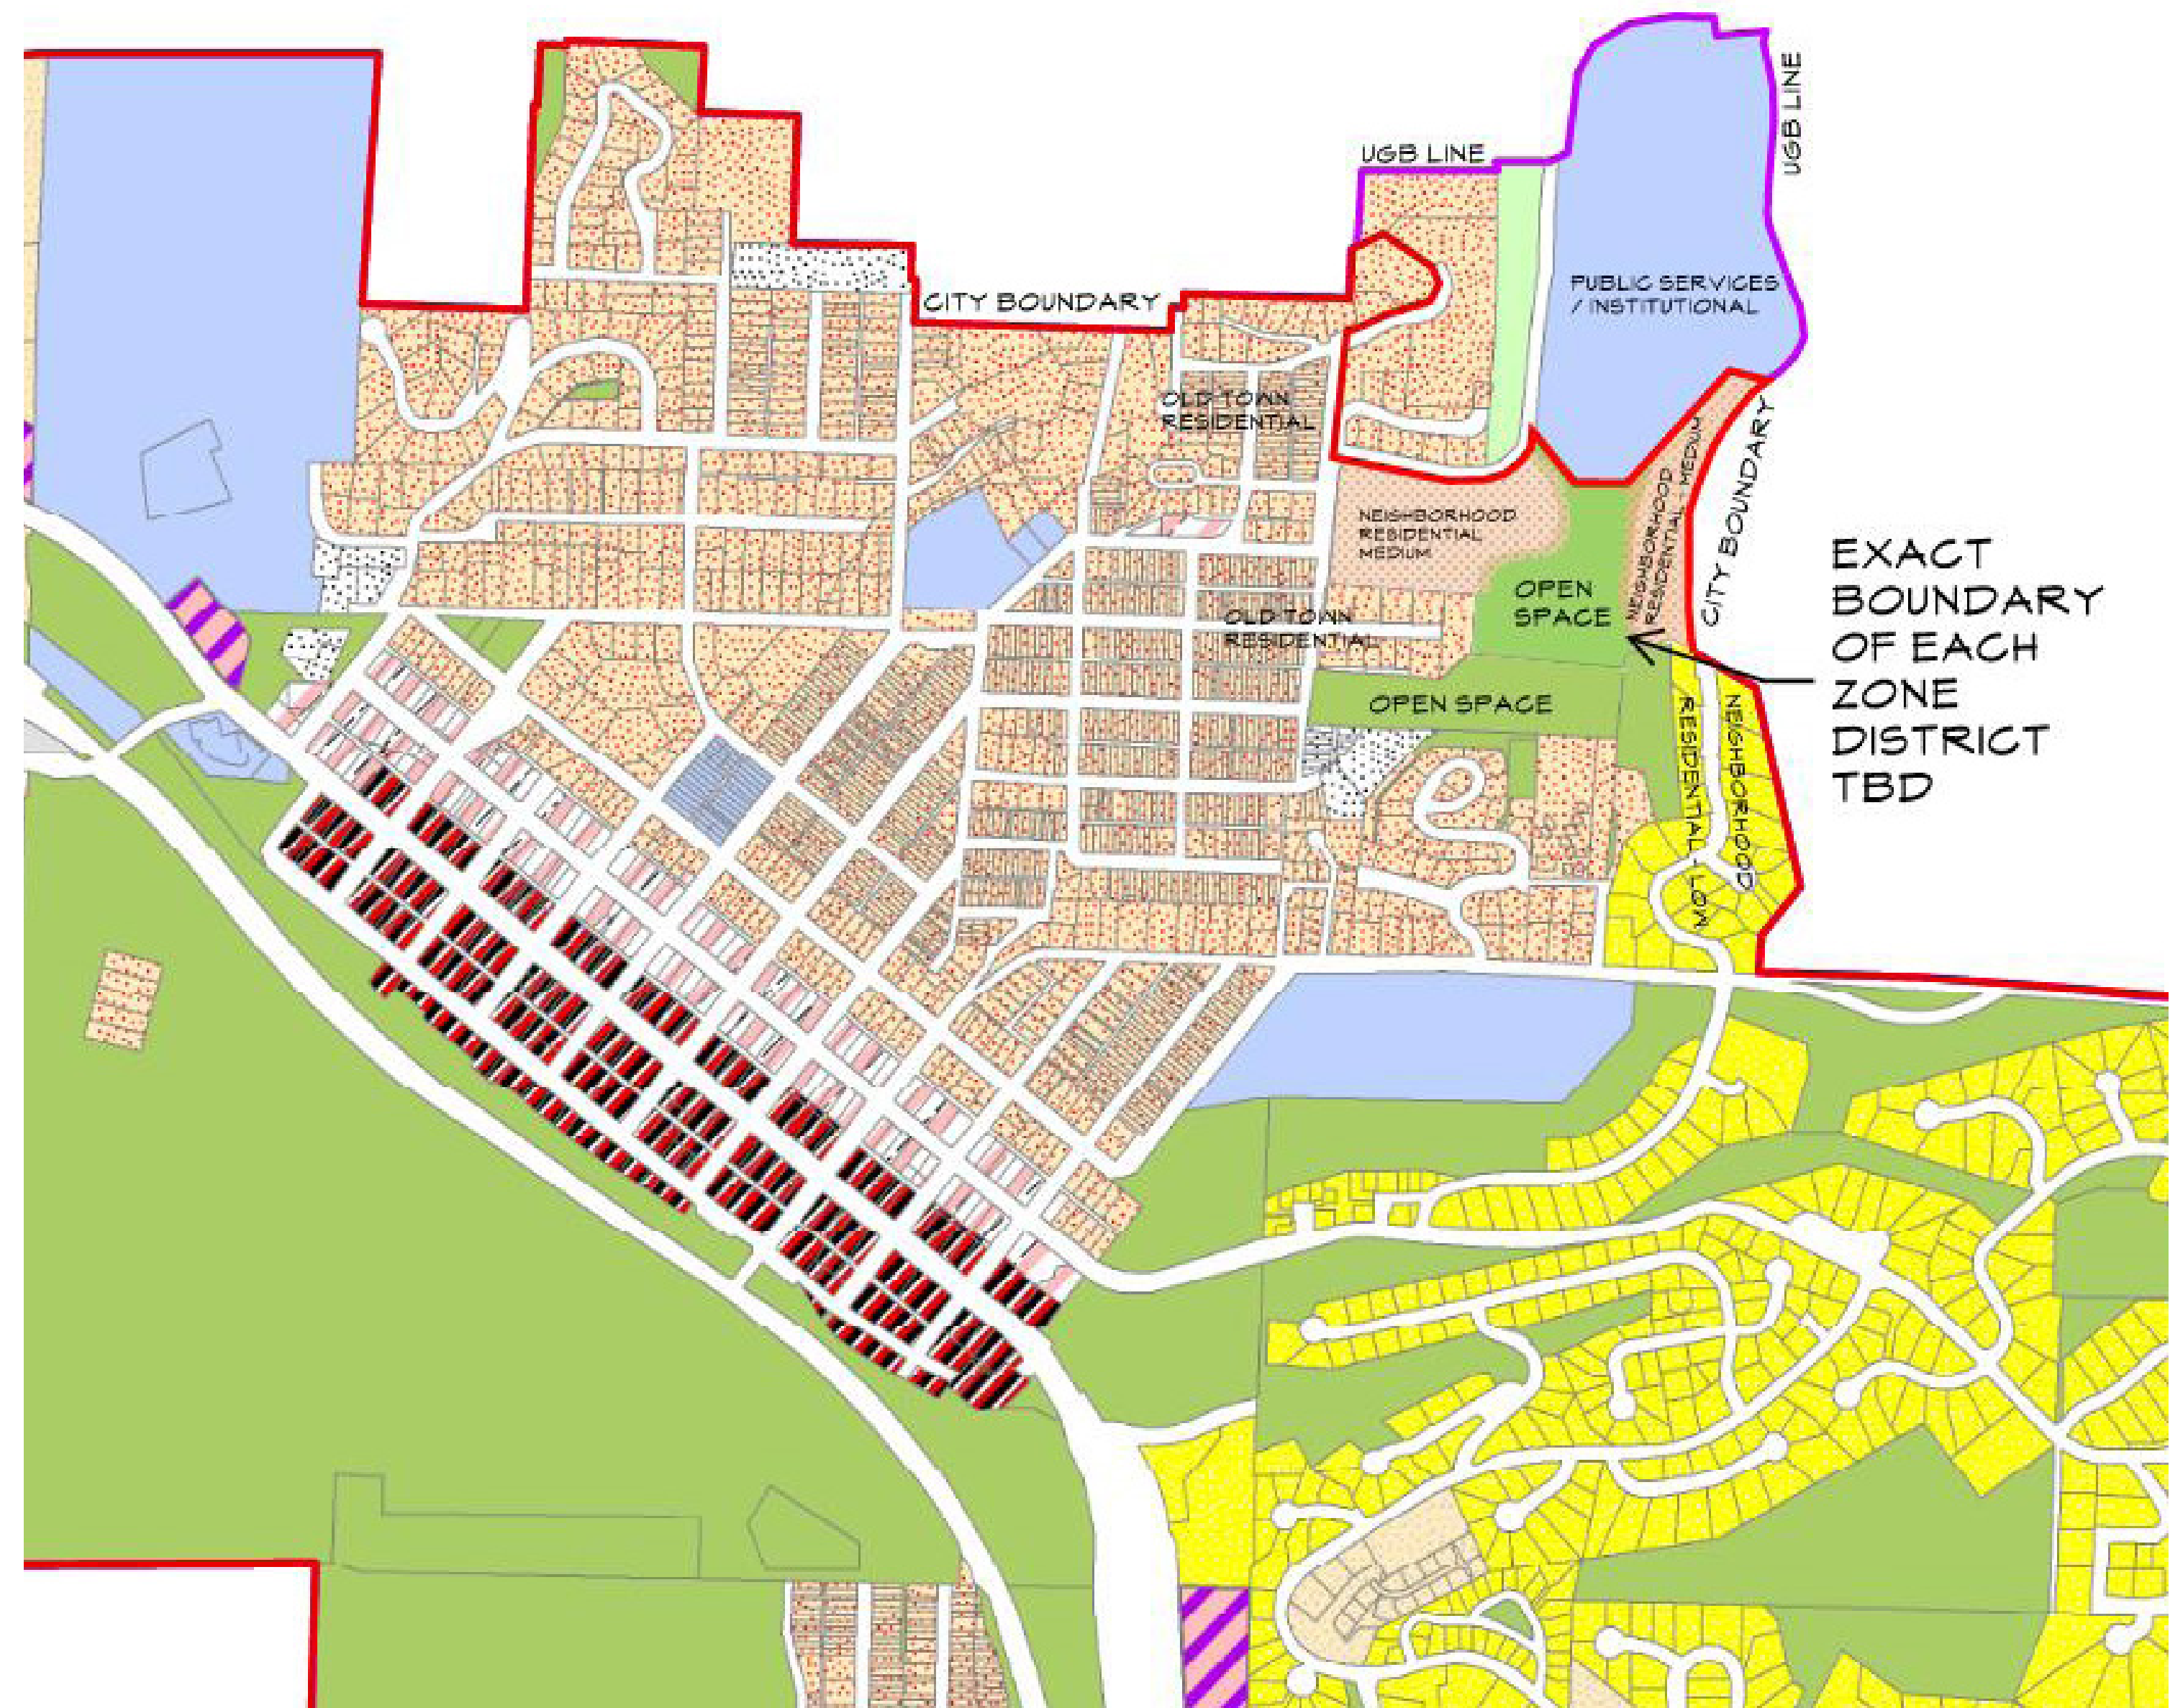 UGB LINE
UGB LINE
PUBLIC SERVICES
/ INSTITUTIONAL
CITY BOUNDARY
OLD TOWN
RESIDENTIAL
NEIGHBORHOOD
RESIDENTIAL
MEDIUM
NEIGHBORHOOD
RESIDENTIAL - MEDIUM
CITY BOUNDARY
OPEN
SPACE
OLD TOWN
RESIDENTIAL
OPEN SPACE
EXACT
BOUNDARY
OF EACH
ZONE
DISTRICT
TBD
NEIGHBORHOOD
RESIDENTIAL - LOW